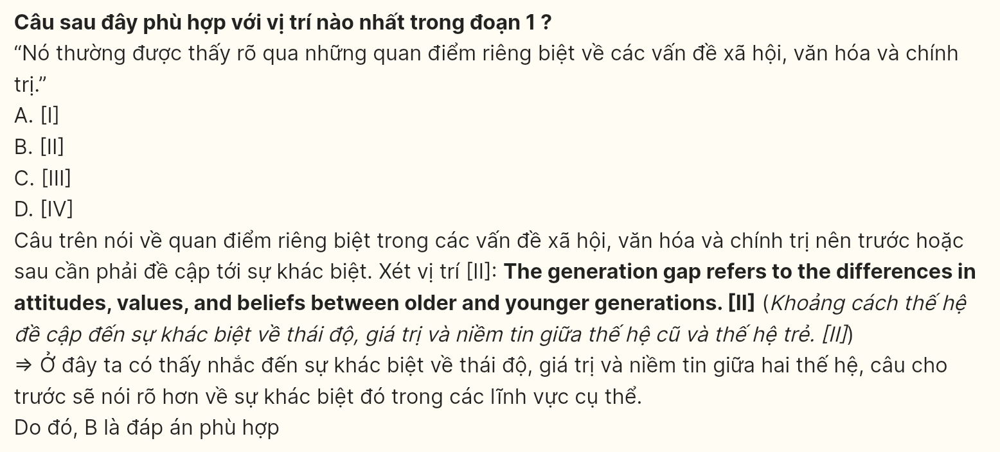 Câu sau đây phù hợp với vị trí nào nhất trong đoạn 1 ?
“Nó thường được thấy rõ qua những quan điểm riêng biệt về các vấn đề xã hội, văn hóa và chính
trị.”
A. [I]
B. [II]
C. [III]
D. [IV]
Câu trên nói về quan điểm riêng biệt trong các vấn đề xã hội, văn hóa và chính trị nên trước hoặc
sau cần phải đề cập tới sự khác biệt. Xét vị trí [II]: The generation gap refers to the differences in
attitudes, values, and beliefs between older and younger generations. [II] (Khoảng cách thế hệ
đề cập đến sự khác biệt về thái độ, giá trị và niềm tin giữa thế hệ cũ và thế hệ trẻ. [II])
⇒ Ở đây ta có thấy nhắc đến sự khác biệt về thái độ, giá trị và niềm tin giữa hai thế hệ, câu cho
trước sẽ nói rõ hơn về sự khác biệt đó trong các lĩnh vực cụ thể.
Do đó, B là đáp án phù hợp